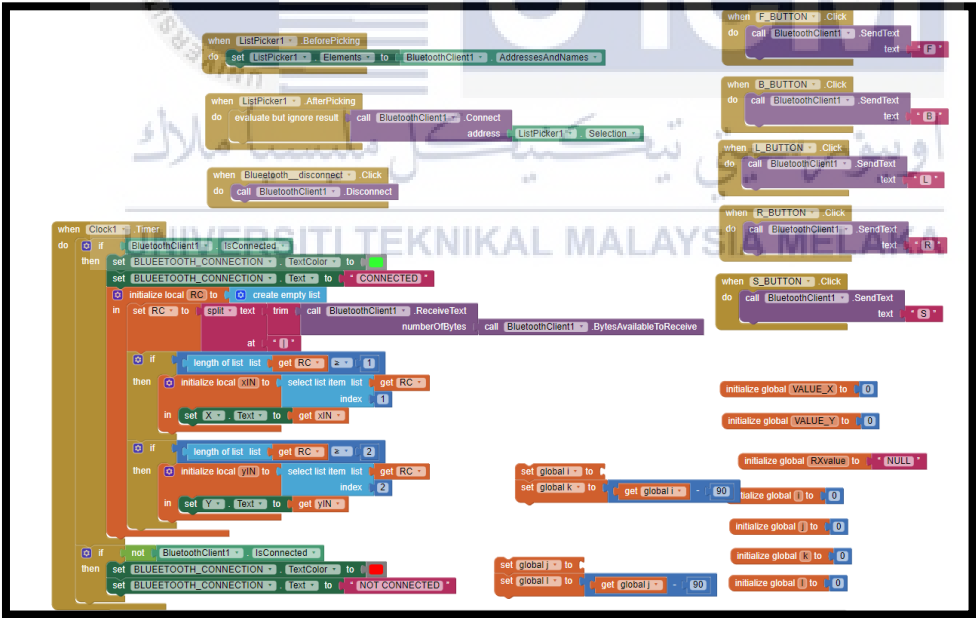 when ListPicker1 .BeforePicking
do set ListPicker1 . Elements to BluetoothClient1 . AddressesAndNames
when ListPicker1 .AfterPicking
do evaluate but ignore result call BluetoothClient1 .Connect
address ListPicker1 . Selection
when Blueetooth__disconnect .Click
do call BluetoothClient1 .Disconnect
when Clock1 .Timer
do if BluetoothClient1 . IsConnected
then set BLUEETOOTH_CONNECTION . TextColor to
set BLUEETOOTH_CONNECTION . Text to " CONNECTED "
initialize local RC to create empty list
in set RC to split text trim call BluetoothClient1 .ReceiveText
numberOfBytes call BluetoothClient1 .BytesAvailableToReceive
at " | "
if length of list list get RC ≥ 1
then initialize local xIN to select list item list get RC
index 1
in set X . Text to get xIN
if length of list list get RC ≥ 2
then initialize local yIN to select list item list get RC
index 2
in set Y . Text to get yIN
if not BluetoothClient1 . IsConnected
then set BLUEETOOTH_CONNECTION . TextColor to
set BLUEETOOTH_CONNECTION . Text to " NOT CONNECTED "
when F_BUTTON .Click
do call BluetoothClient1 .SendText
text " F "
when B_BUTTON .Click
do call BluetoothClient1 .SendText
text " B "
when L_BUTTON .Click
do call BluetoothClient1 .SendText
text " L "
when R_BUTTON .Click
do call BluetoothClient1 .SendText
text " R "
when S_BUTTON .Click
do call BluetoothClient1 .SendText
text " S "
initialize global VALUE_X to 0
initialize global VALUE_Y to 0
initialize global RXvalue to " NULL "
set global i to
set global k to get global i - 90
tialize global i to 0
initialize global j to 0
initialize global k to 0
initialize global l to 0
set global j to
set global l to get global j - 90
UNIVERSITI TEKNIKAL MALAYSIA MELAKA